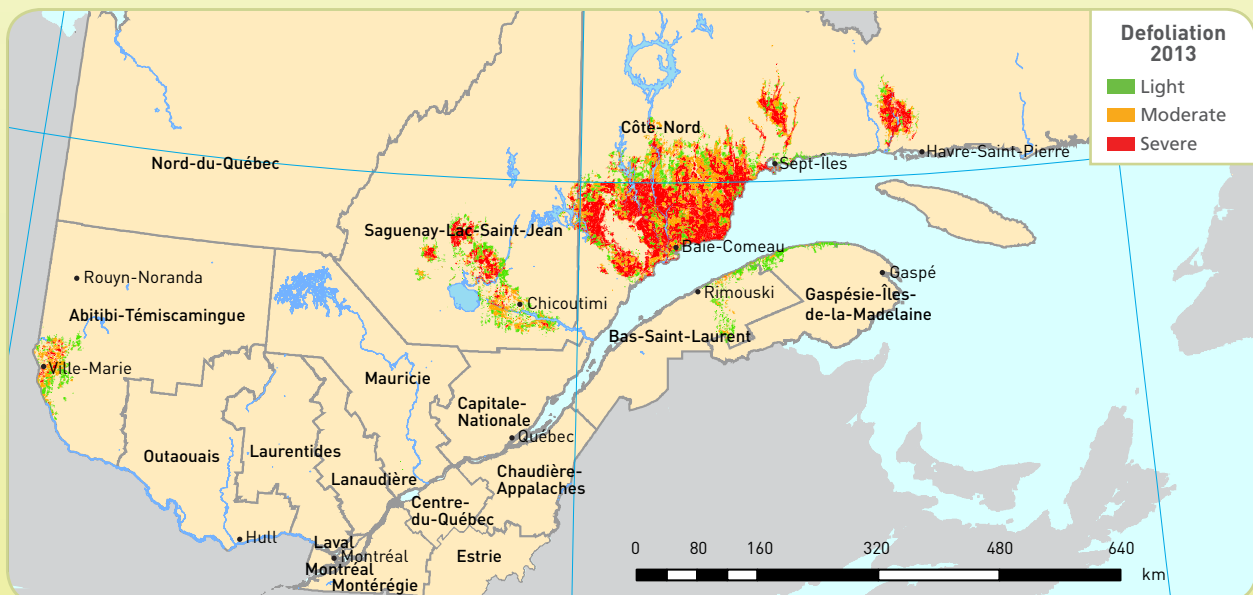 Defoliation
2013
Light
Moderate
Severe
Côte-Nord
Nord-du-Québec
Havre-Saint-Pierre
Sept-Îles
Saguenay-Lac-Saint-Jean
Baie-Comeau
Rouyn-Noranda
Gaspé
Rimouski
Chicoutimi
Gaspésie-Îles-
de-la-Madelaine
Abitibi-Témiscamingue
Bas-Saint-Laurent
Ville-Marie
Mauricie
Capitale-
Nationale
Québec
Outaouais
Laurentides
Lanaudière
Chaudière-
Appalaches
Centre-
du-Québec
Hull
Laval
Montréal
Montréal
Montérégie
Estrie
0 80 160 320 480 640
km